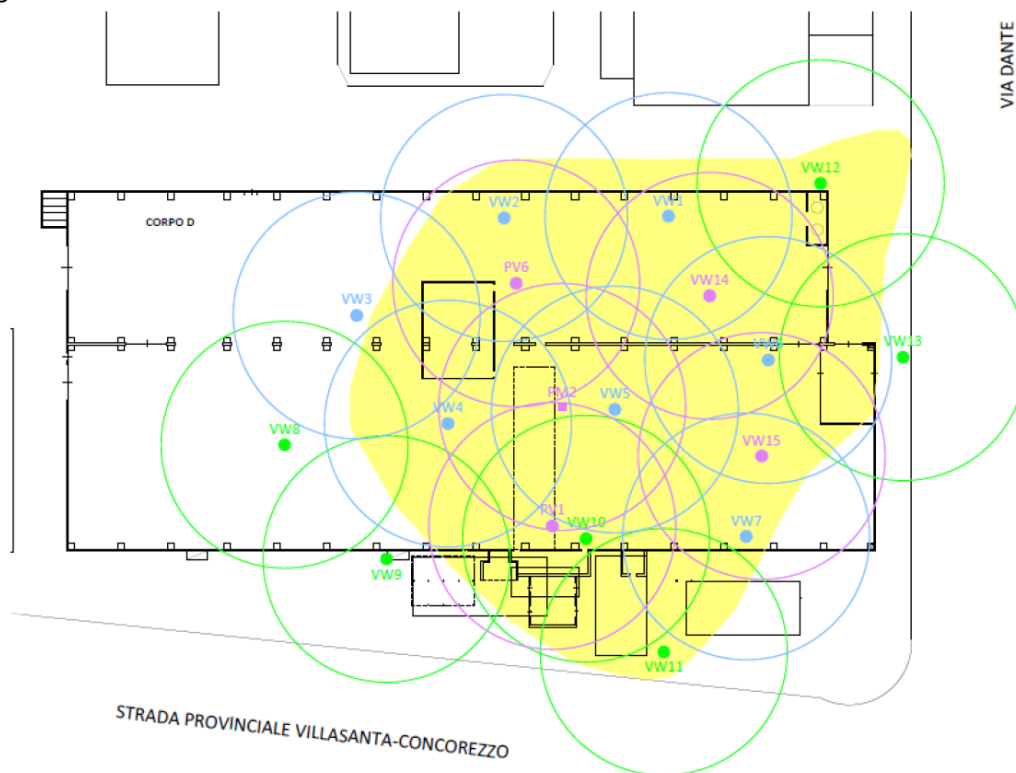 VIA DANTE
VW12
VW2
VW1
CORPO D
PV6
VW14
VW3
VW13
PM2
VW5
VW4
VW8
VW15
PV1
VW10
VW7
VW9
VW11
STRADA PROVINCIALE VILLASANTA-CONCOREZZO